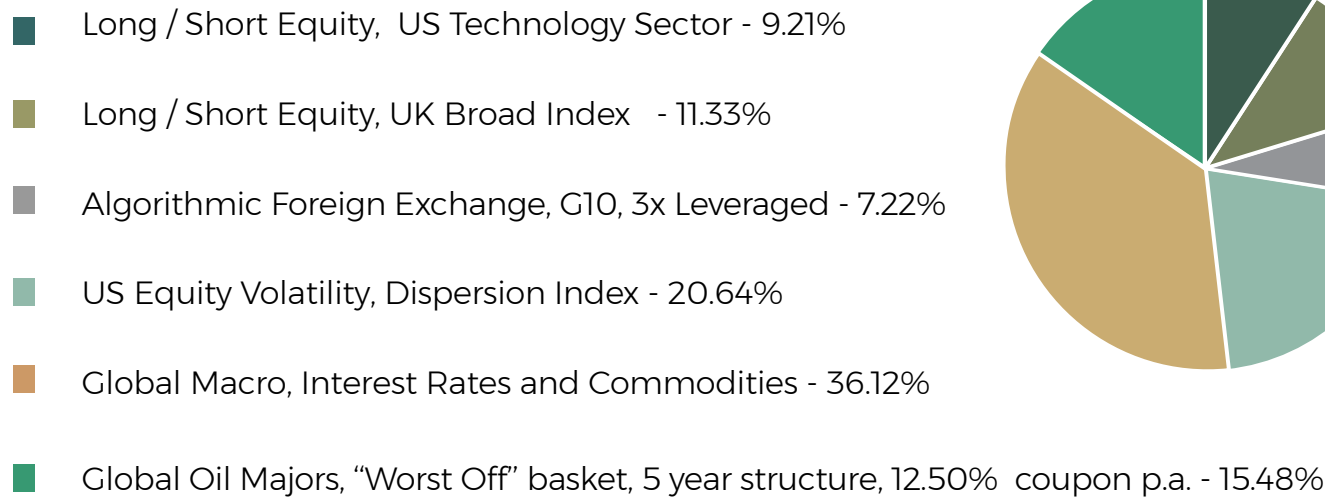 Long / Short Equity, US Technology Sector - 9.21%
Long / Short Equity, UK Broad Index - 11.33%
Algorithmic Foreign Exchange, G10, 3x Leveraged - 7.22%
US Equity Volatility, Dispersion Index - 20.64%
Global Macro, Interest Rates and Commodities - 36.12%
Global Oil Majors, “Worst Off” basket, 5 year structure, 12.50% coupon p.a. - 15.48%